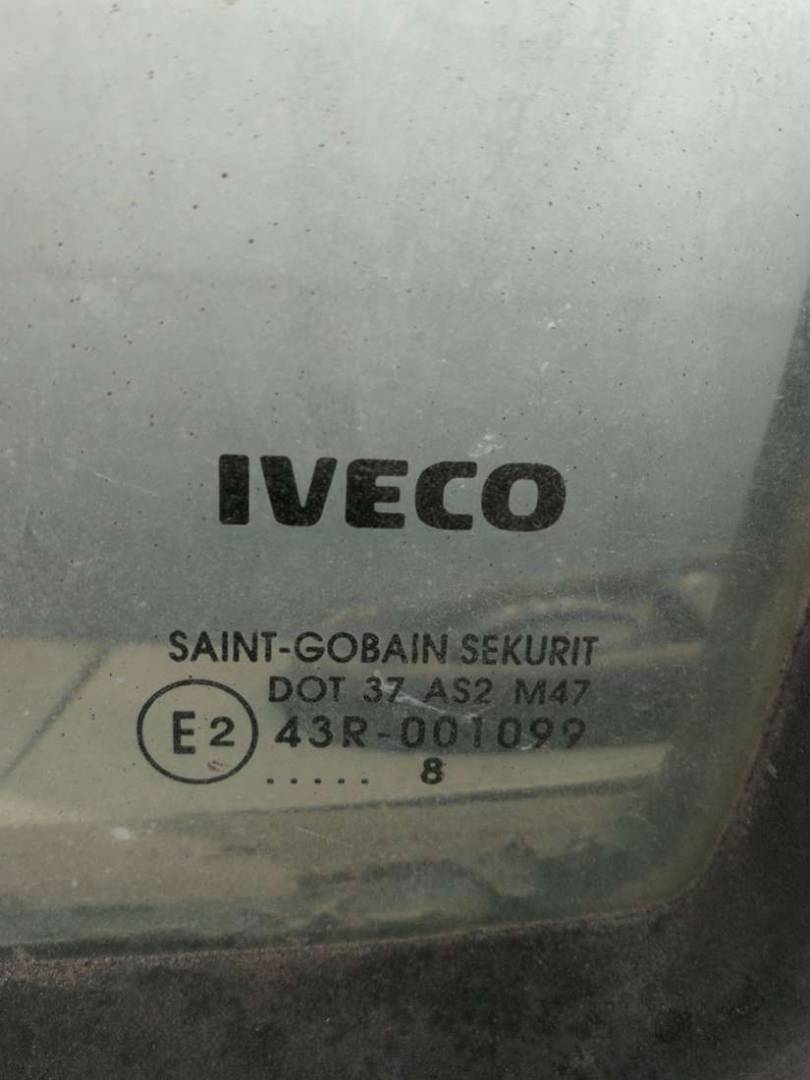 IVECO
SAINT-GOBAIN SEKURIT
DOT 37 AS2 M47
E2 43R-001099
..... 8